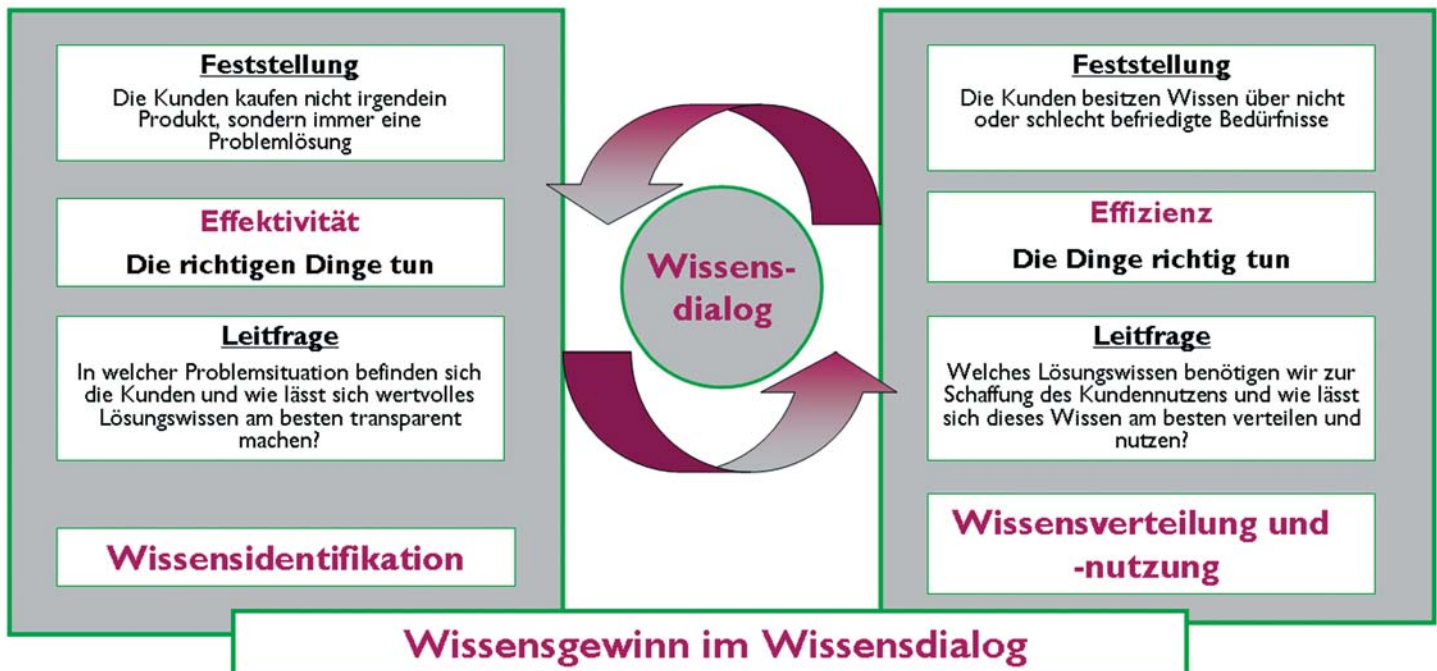 Feststellung
Die Kunden kaufen nicht irgendein
Produkt, sondern immer eine
Problemlösung
Effektivität
Die richtigen Dinge tun
Leitfrage
In welcher Problemsituation befinden sich
die Kunden und wie lässt sich wertvolles
Lösungswissen am besten transparent
machen?
Wissensidentifikation
Wissens-
dialog
Feststellung
Die Kunden besitzen Wissen über nicht
oder schlecht befriedigte Bedürfnisse
Effizienz
Die Dinge richtig tun
Leitfrage
Welches Lösungswissen benötigen wir zur
Schaffung des Kundennutzens und wie lässt
sich dieses Wissen am besten verteilen und
nutzen?
Wissensverteilung und
-nutzung
Wissensgewinn im Wissensdialog